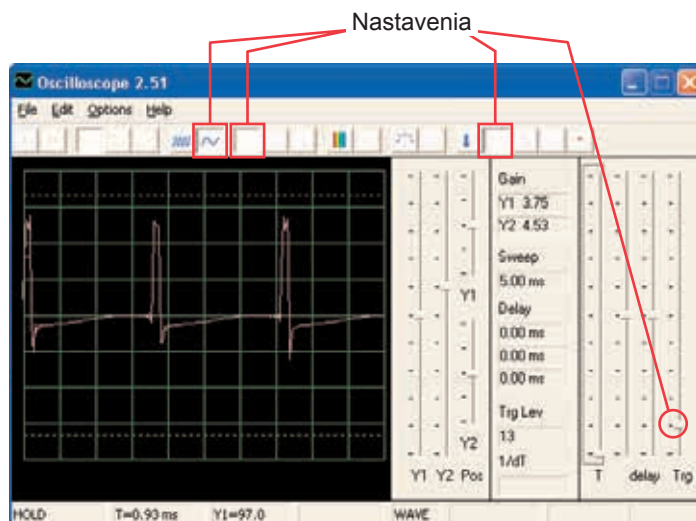 Nastavenia
Oscilloscope 2.51
File Edit Options Help
Gain
Y1 3.75
Y2 4.53
Sweep
5.00 ms
Y1
Delay
0.00 ms
0.00 ms
0.00 ms
Trg Lev
13
Y2
1/dT
Y1 Y2 Pos
T delay Trg
HOLD T=0.93 ms Y1=97.0 WAVE